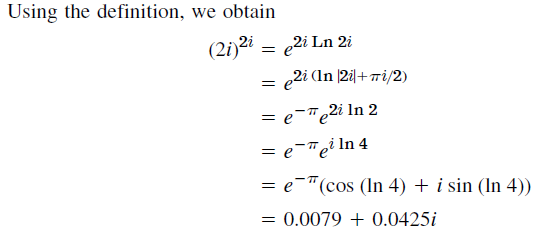 Using the definition, we obtain
(2i)²ⁱ = e^(2i Ln 2i)
= e^(2i (ln |2i|+πi/2))
= e^(−π)e^(2i ln 2)
= e^(−π)e^(i ln 4)
= e^(−π)(cos (ln 4) + i sin (ln 4))
= 0.0079 + 0.0425i